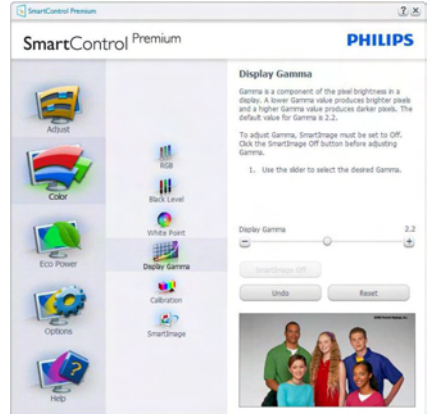 SmartControl Premium
? X
SmartControl Premium
PHILIPS
Adjust
Color
Eco Power
Options
Help
RGB
Black Level
White Point
Display Gamma
Calibration
SmartImage
Display Gamma
Gamma is a component of the pixel brightness in a
display. A lower Gamma value produces brighter pixels
and a higher Gamma value produces darker pixels. The
default value for Gamma is 2.2.
To adjust Gamma, SmartImage must be set to Off.
Click the SmartImage Off button before adjusting
Gamma.
1. Use the slider to select the desired Gamma.
Display Gamma 2.2
SmartImage Off
Undo Reset